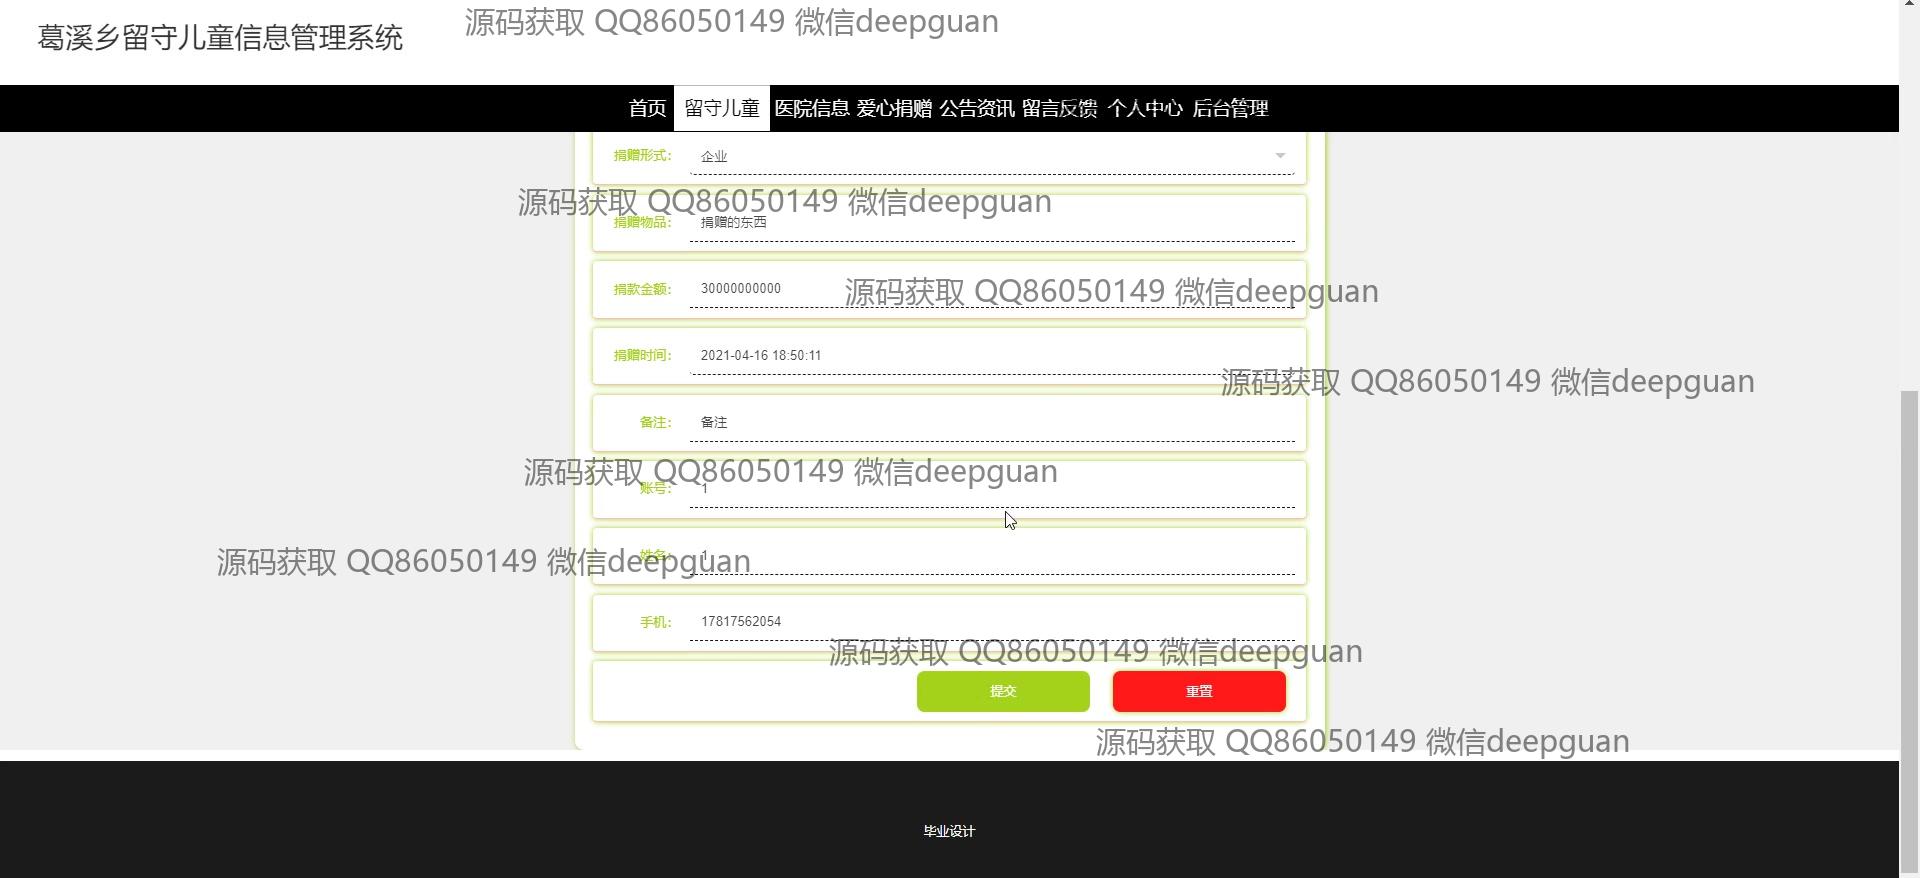 葛溪乡留守儿童信息管理系统
源码获取 QQ86050149 微信deepguan
首页 留守儿童 医院信息 爱心捐赠 公告资讯 留言反馈 个人中心 后台管理
捐赠形式： 企业
源码获取 QQ86050149 微信deepguan
捐赠物品： 捐赠的东西
捐款金额： 30000000000
源码获取 QQ86050149 微信deepguan
捐赠时间： 2021-04-16 18:50:11
源码获取 QQ86050149 微信deepguan
备注： 备注
源码获取 QQ86050149 微信deepguan
账号： 1
姓名： 1
源码获取 QQ86050149 微信deepguan
手机： 17817562054
源码获取 QQ86050149 微信deepguan
提交 重置
源码获取 QQ86050149 微信deepguan
毕业设计